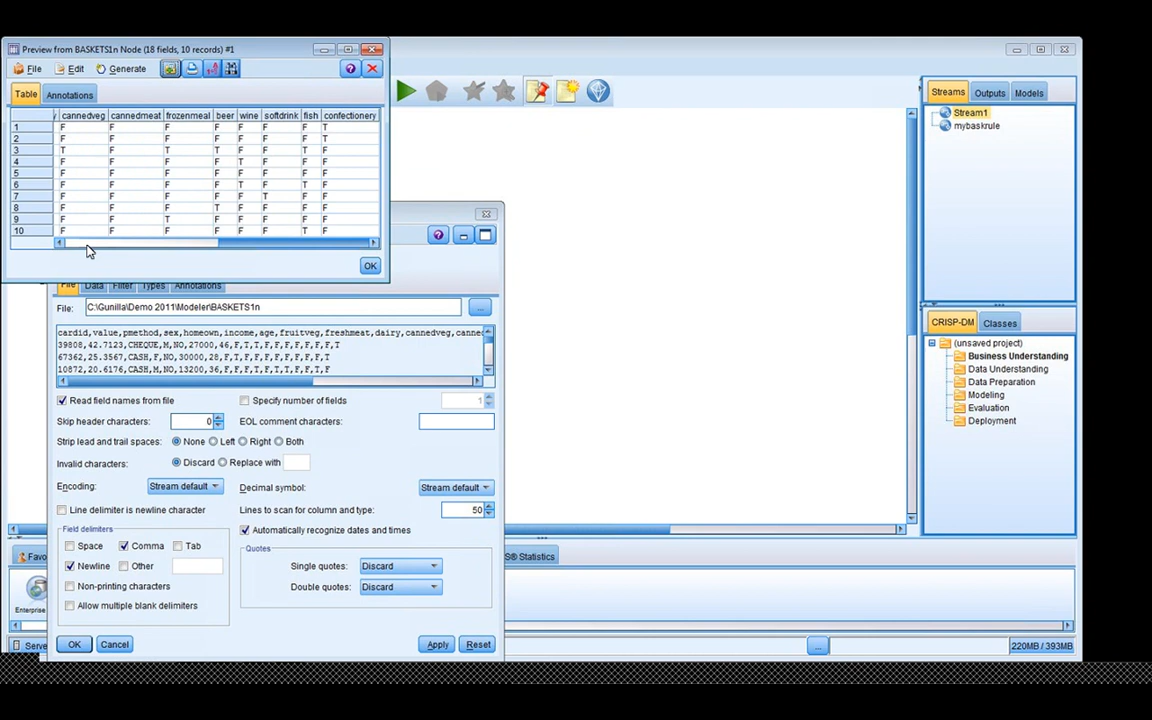 Preview from BASKETS1n Node (18 fields, 10 records) #1
File Edit Generate
Table Annotations
cannedveg cannedmeat frozenmeal beer wine softdrink fish confectionery
1 F F F F F F F T
2 F F F F F F F T
3 T F T T F F T F
4 F F F F T F F F
5 F F F F F F F F
6 F F F F T F T F
7 F F F F F T F F
8 F F F T F F F F
9 F F T F F F F F
10 F F F F F F T F
OK
File Data Filter Types Annotations
File: C:\Gunilla\Demo 2011\Modeler\BASKETS1n ...
cardid,value,pmethod,sex,homeown,income,age,fruitveg,freshmeat,dairy,cannedveg,canned
39808,42.7123,CHEQUE,M,NO,27000,46,F,T,T,F,F,F,F,F,F,F,T
67362,25.3567,CASH,F,NO,30000,28,F,T,F,F,F,F,F,F,F,F,T
10872,20.6176,CASH,M,NO,13200,36,F,F,F,T,F,T,T,F,F,T,F
Read field names from file Specify number of fields 1
Skip header characters: 0 EOL comment characters:
Strip lead and trail spaces: None Left Right Both
Invalid characters: Discard Replace with
Encoding: Stream default Decimal symbol: Stream default
Line delimiter is newline character Lines to scan for column and type: 50
Field delimiters Automatically recognize dates and times
Space Comma Tab Quotes
Newline Other Single quotes: Discard
Non-printing characters Double quotes: Discard
Allow multiple blank delimiters
OK Cancel Apply Reset
Streams Outputs Models
Stream1
mybaskrule
CRISP-DM Classes
(unsaved project)
Business Understanding
Data Understanding
Data Preparation
Modeling
Evaluation
Deployment
Favo S® Statistics
Enterprise
Serve ... 220MB / 393MB